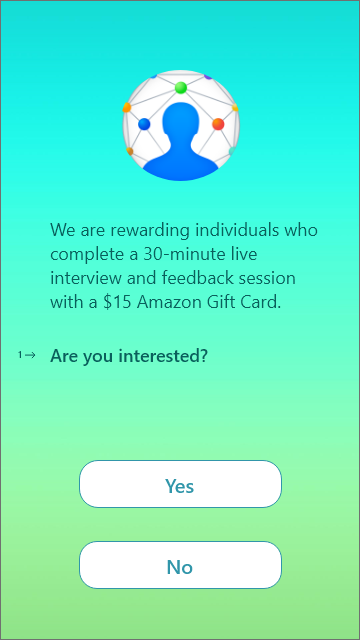 We are rewarding individuals who
complete a 30-minute live
interview and feedback session
with a $15 Amazon Gift Card.
1→ Are you interested?
Yes
No